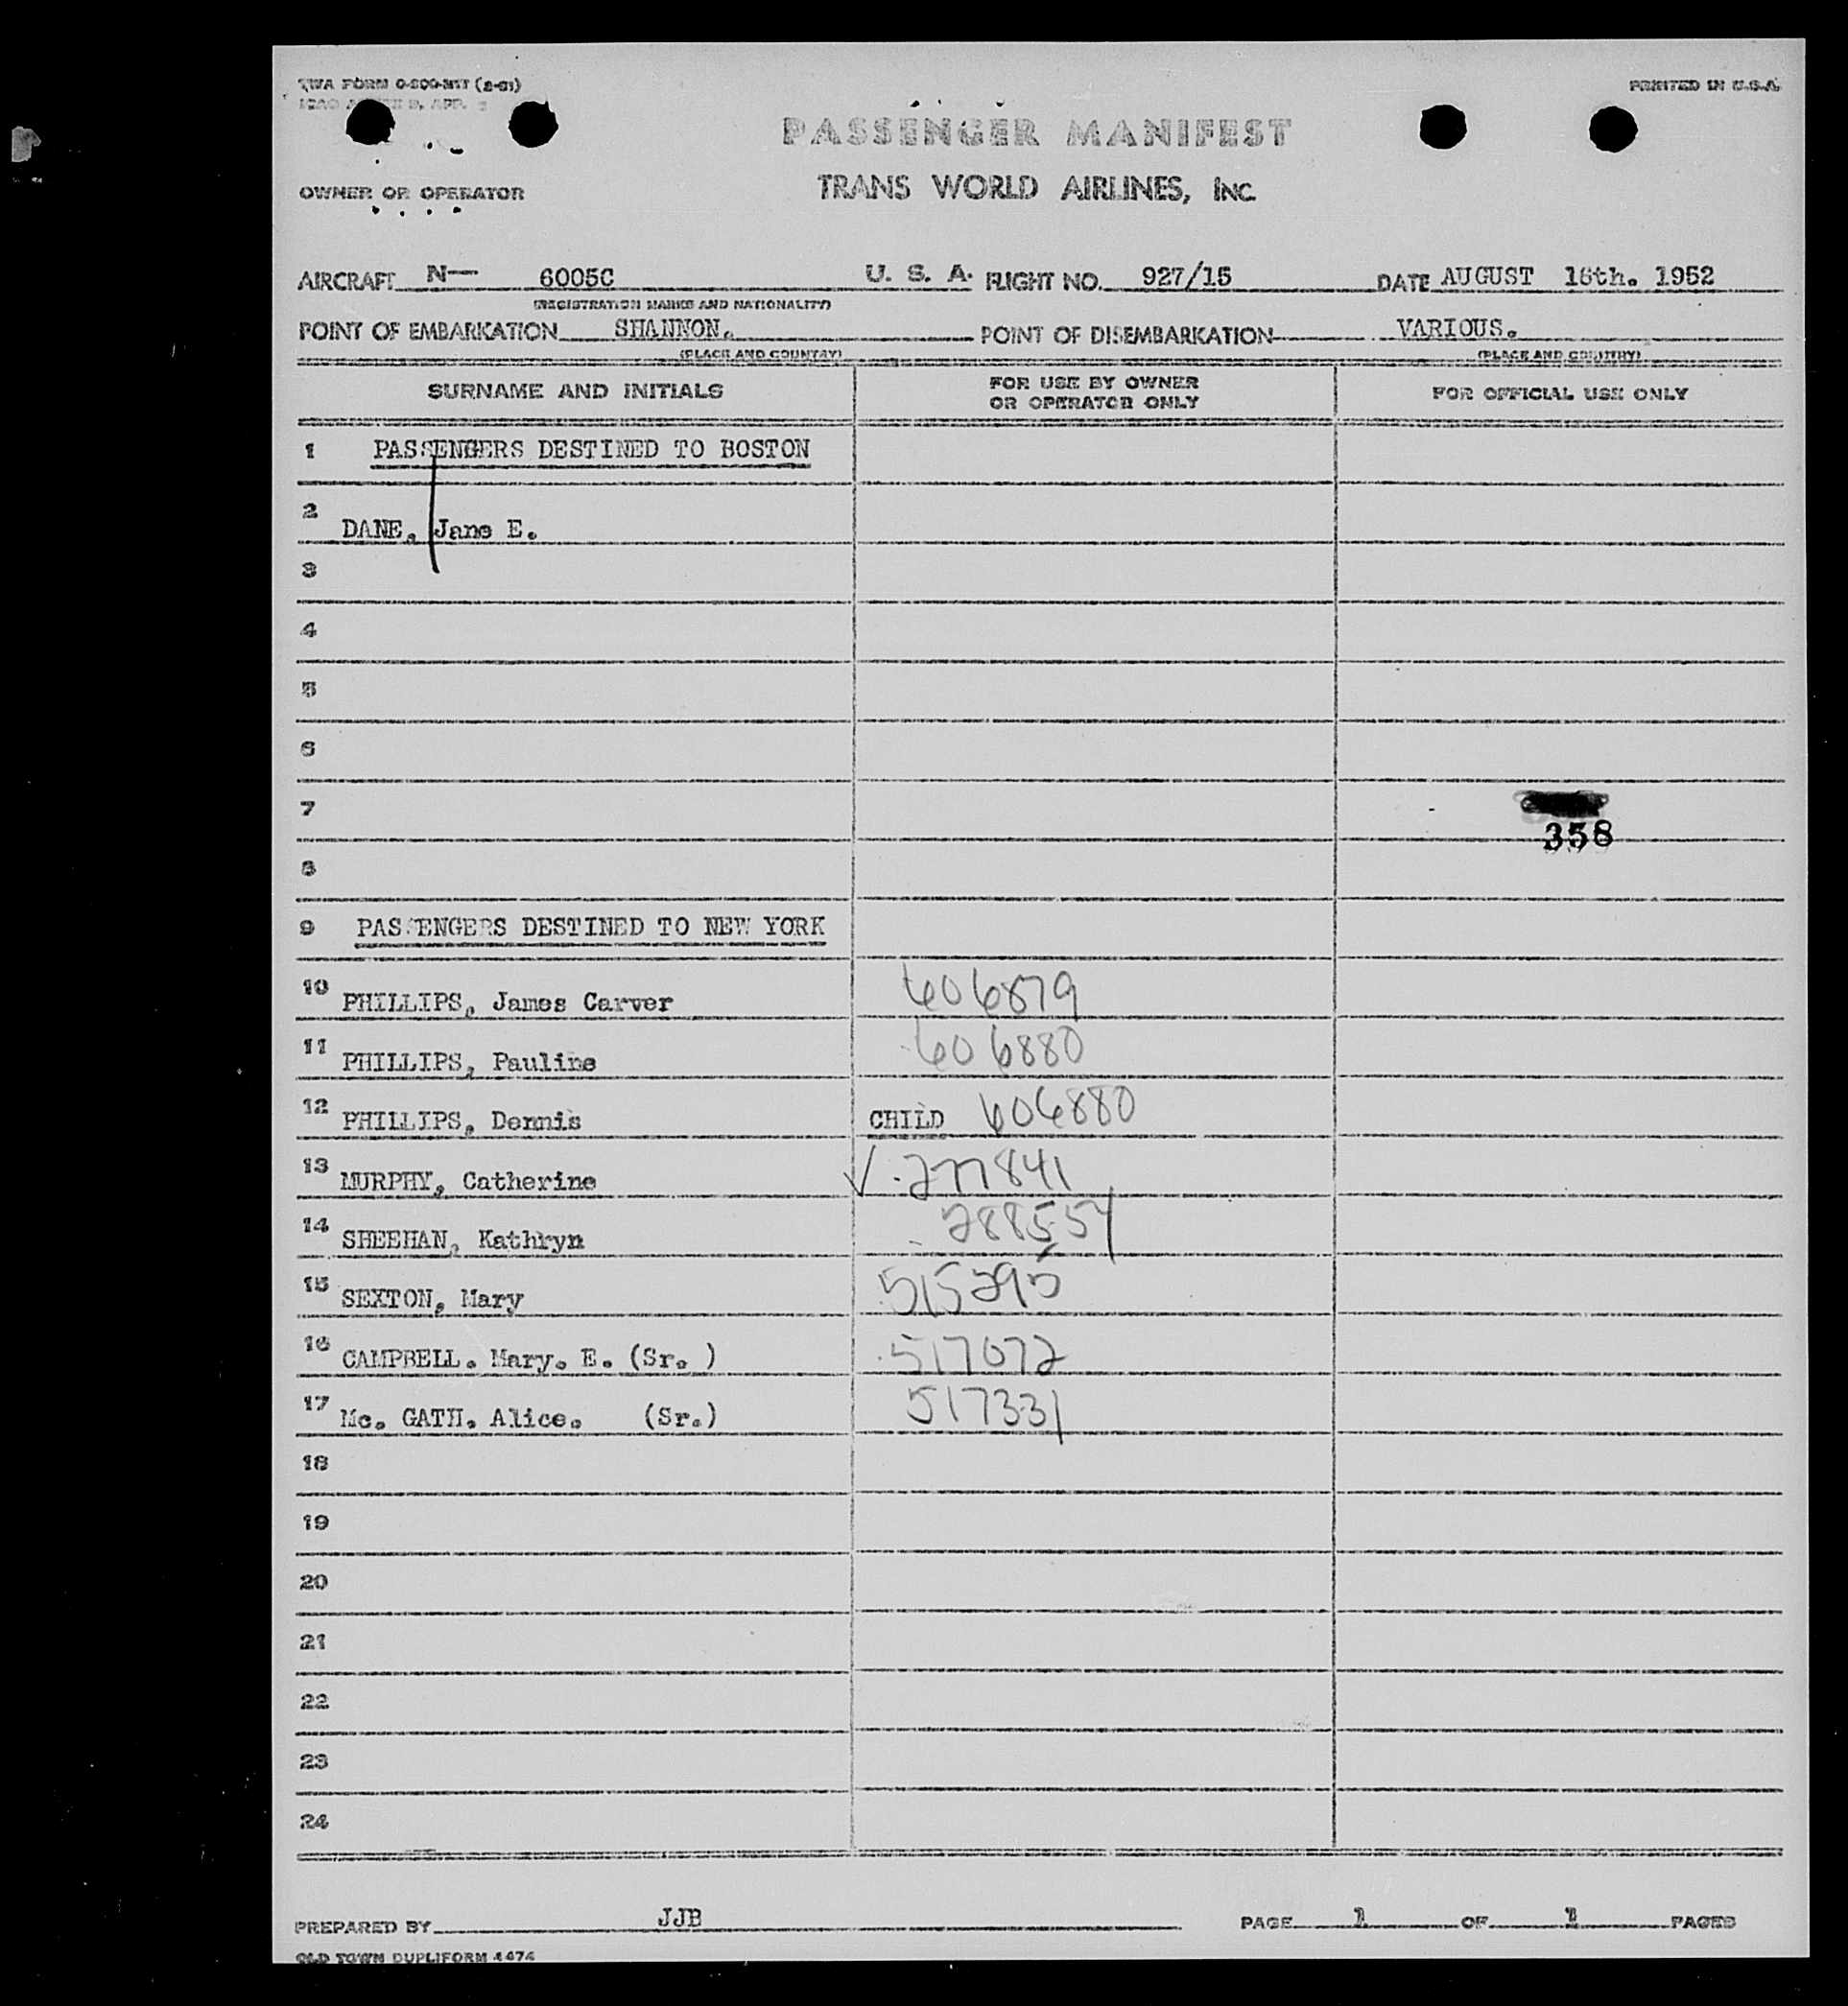 TWA FORM O-800-MT (2-51)
PRINTED IN U.S.A.
PASSENGER MANIFEST
OWNER OR OPERATOR
TRANS WORLD AIRLINES, INC.
AIRCRAFT N— 6005C U. S. A. FLIGHT NO. 927/15 DATE AUGUST 16th. 1952
(REGISTRATION MARKS AND NATIONALITY)
POINT OF EMBARKATION SHANNON. POINT OF DISEMBARKATION VARIOUS.
(PLACE AND COUNTRY) (PLACE AND COUNTRY)
SURNAME AND INITIALS FOR USE BY OWNER OR OPERATOR ONLY FOR OFFICIAL USE ONLY
1 PASSENGERS DESTINED TO BOSTON
2 DANE, Jane E.
3
4
5
6
7
358
8
9 PASSENGERS DESTINED TO NEW YORK
10 PHILLIPS, James Carver 606879
11 PHILLIPS, Pauline 606880
12 PHILLIPS, Dennis CHILD 606880
13 MURPHY, Catherine ✓ 277841
14 SHEEHAN, Kathryn 288554
15 SEXTON, Mary 515295
16 CAMPBELL. Mary. E. (Sr. ) 517072
17 Mc. GATH. Alice. (Sr.) 517331
18
19
20
21
22
23
24
PREPARED BY JJB PAGE 1 OF 1 PAGES
OLD TOWN DUPLIFORM 4474